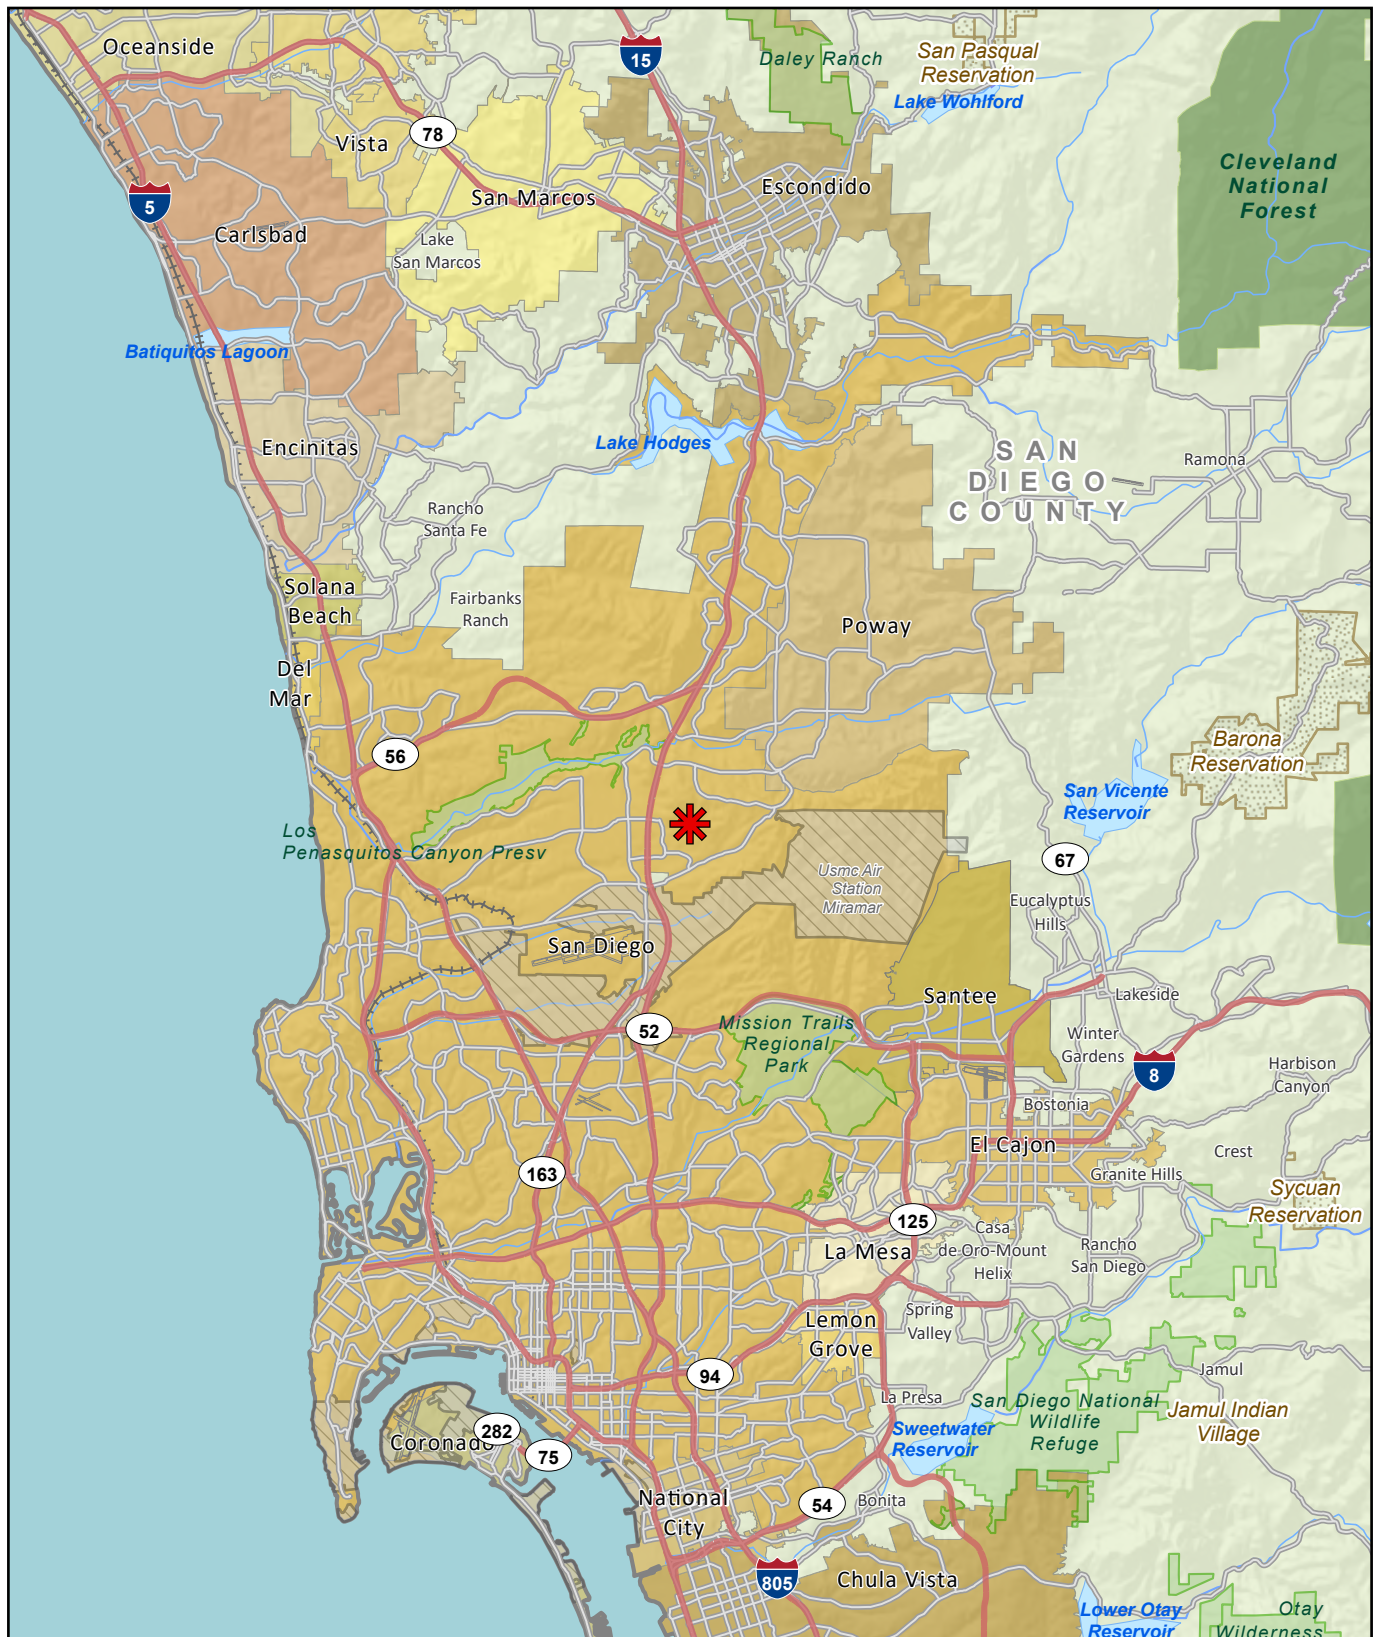 Oceanside
15
Daley Ranch
San Pasqual
Reservation
Lake Wohlford
78
Vista
Cleveland
National
Forest
5
San Marcos
Escondido
Carlsbad
Lake
San Marcos
Batiquitos Lagoon
Encinitas
Lake Hodges
SAN
DIEGO
COUNTY
Ramona
Rancho
Santa Fe
Solana
Beach
Fairbanks
Ranch
Poway
Del
Mar
56
Barona
Reservation
San Vicente
Reservoir
Los
Penasquitos Canyon Presv
67
Usmc Air
Station
Miramar
Eucalyptus
Hills
San Diego
Santee
Lakeside
52
Mission Trails
Regional
Park
Winter
Gardens
8
Harbison
Canyon
Bostonia
El Cajon
Crest
163
Granite Hills
Sycuan
Reservation
125
La Mesa
Casa
de Oro-Mount
Helix
Rancho
San Diego
Spring
Valley
Lemon
Grove
94
Jamul
La Presa
San Diego National
Wildlife
Refuge
Jamul Indian
Village
282
Coronado
75
Sweetwater
Reservoir
National
City
54
Bonita
805
Chula Vista
Lower Otay
Reservoir
Otay
Wilderness